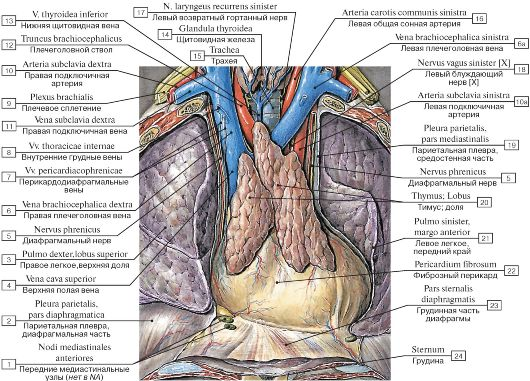 13
V. thyroidea inferior
Нижняя щитовидная вена
12
Truncus brachiocephalicus
Плечеголовной ствол
10
Arteria subclavia dextra
Правая подключичная
артерия
9
Plexus brachialis
Плечевое сплетение
11
Vena subclavia dextra
Правая подключичная вена
8
Vv. thoracicae internae
Внутренние грудные вены
7
Vv. pericardiacophrenicae
Перикардодиафрагмальные
вены
6
Vena brachiocephalica dextra
Правая плечеголовная вена
5
Nervus phrenicus
Диафрагмальный нерв
3
Pulmo dexter, lobus superior
Правое легкое, верхняя доля
4
Vena cava superior
Верхняя полая вена
2
Pleura parietalis,
pars diaphragmatica
Париетальная плевра,
диафрагмальная часть
1
Nodi mediastinales
anteriores
Передние медиастинальные
узлы (нет в NA)
17
N. laryngeus recurrens sinister
Левый возвратный гортанный нерв
14
Glandula thyroidea
Щитовидная железа
15
Trachea
Трахея
Arteria carotis communis sinistra
16
Левая общая сонная артерия
Vena brachiocephalica sinistra
6a
Левая плечеголовная вена
Nervus vagus sinister [X]
18
Левый блуждающий
нерв [X]
Arteria subclavia sinistra
10a
Левая подключичная
артерия
Pleura parietalis,
pars mediastinalis
19
Париетальная плевра,
средостенная часть
Nervus phrenicus
5
Диафрагмальный нерв
Thymus; Lobus
20
Тимус; доля
Pulmo sinister,
margo anterior
21
Левое легкое,
передний край
Pericardium fibrosum
22
Фиброзный перикард
Pars sternalis
diaphragmatis
23
Грудинная часть
диафрагмы
Sternum
24
Грудина